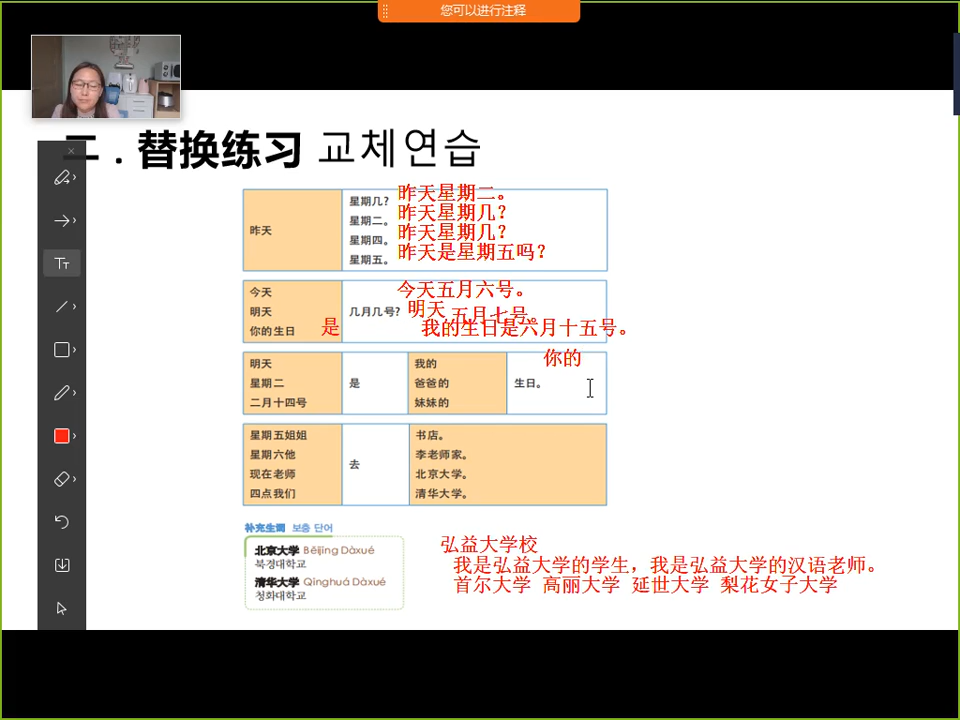 您可以进行注释
二.替换练习 교체연습
昨天
星期几?
星期二。
星期四。
星期五。
昨天星期二。
昨天星期几?
昨天星期几?
昨天是星期五吗?
今天
明天
你的生日
几月几号?
今天五月六号。
明天 五月七号。
是
我的生日是六月十五号。
你的
明天
星期二
二月十四号
是
我的
爸爸的
妹妹的
生日。
星期五姐姐
星期六他
现在老师
四点我们
去
书店。
李老师家。
北京大学。
清华大学。
补充生词 보충 단어
北京大学 Běijīng Dàxué
북경대학교
清华大学 Qīnghuá Dàxué
청화대학교
弘益大学校
我是弘益大学的学生，我是弘益大学的汉语老师。
首尔大学 高丽大学 延世大学 梨花女子大学
Tт